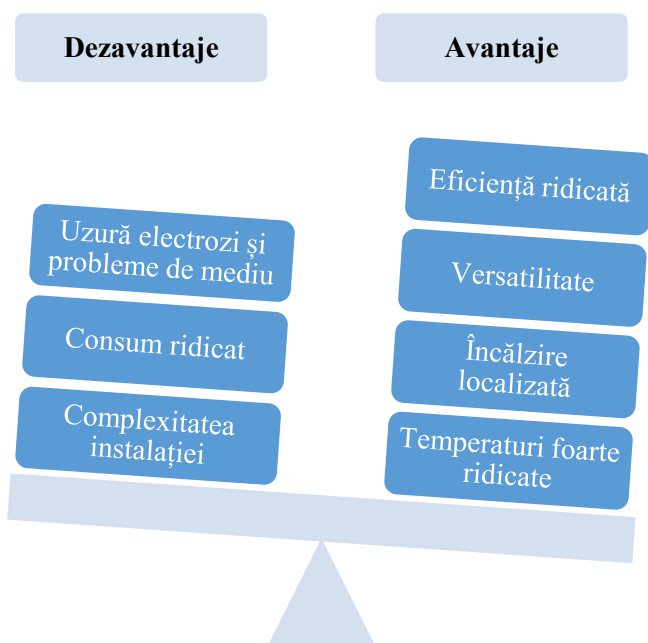 Dezavantaje
Avantaje
Uzură electrozi și
probleme de mediu
Consum ridicat
Complexitatea
instalației
Eficiență ridicată
Versatilitate
Încălzire
localizată
Temperaturi foarte
ridicate